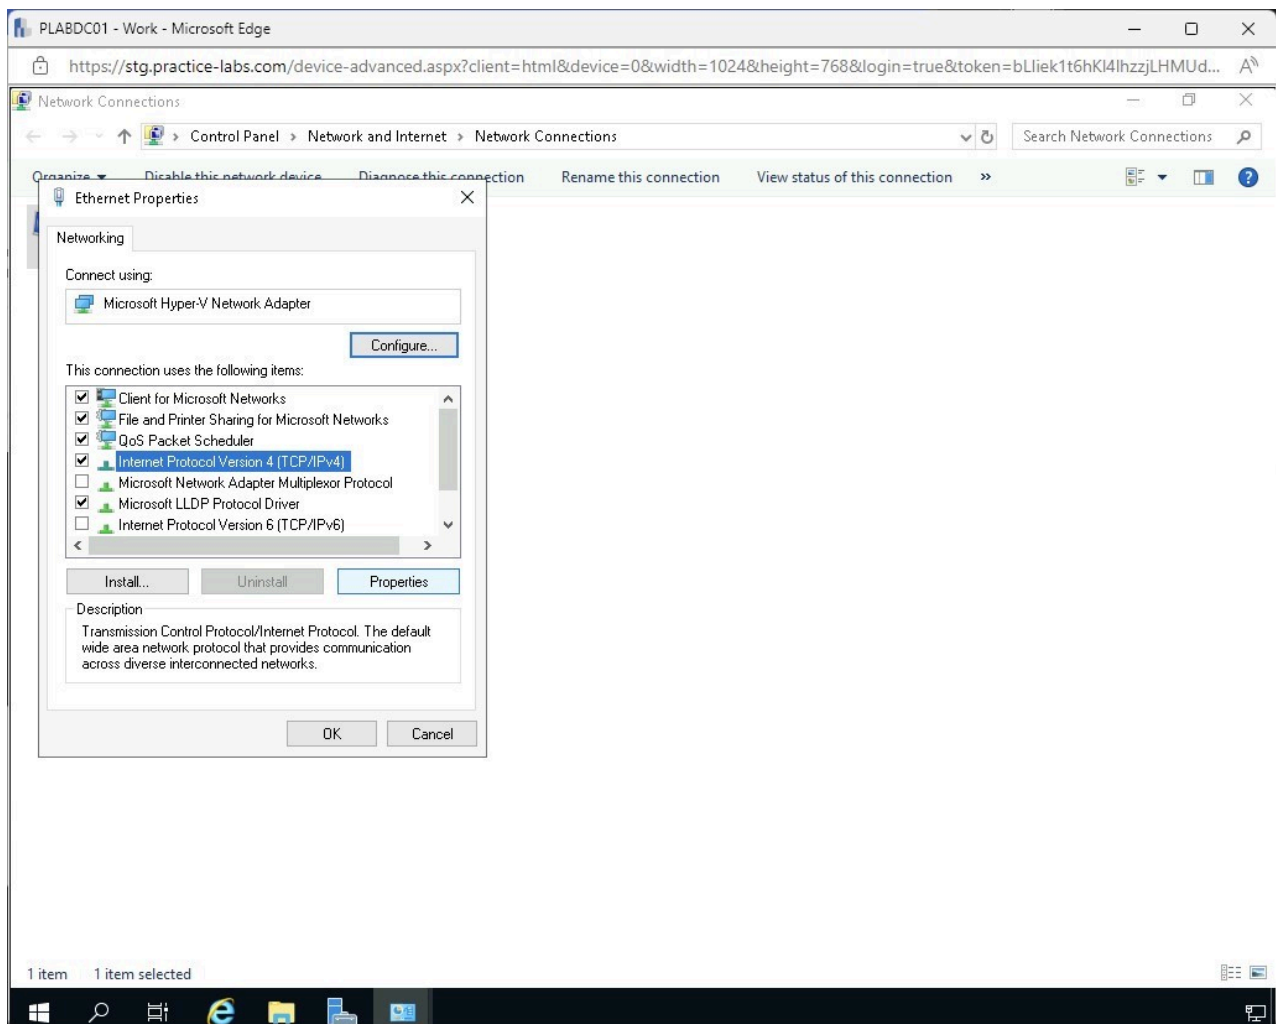 PLABDC01 - Work - Microsoft Edge
https://stg.practice-labs.com/device-advanced.aspx?client=html&device=0&width=1024&height=768&login=true&token=bLliek1t6hKl4lhzzjLHMUd...
Network Connections
Control Panel > Network and Internet > Network Connections
Search Network Connections
Organize Disable this network device Diagnose this connection Rename this connection View status of this connection »
Ethernet Properties
Networking
Connect using:
Microsoft Hyper-V Network Adapter
Configure...
This connection uses the following items:
Client for Microsoft Networks
File and Printer Sharing for Microsoft Networks
QoS Packet Scheduler
Internet Protocol Version 4 (TCP/IPv4)
Microsoft Network Adapter Multiplexor Protocol
Microsoft LLDP Protocol Driver
Internet Protocol Version 6 (TCP/IPv6)
Install... Uninstall Properties
Description
Transmission Control Protocol/Internet Protocol. The default
wide area network protocol that provides communication
across diverse interconnected networks.
OK Cancel
1 item 1 item selected